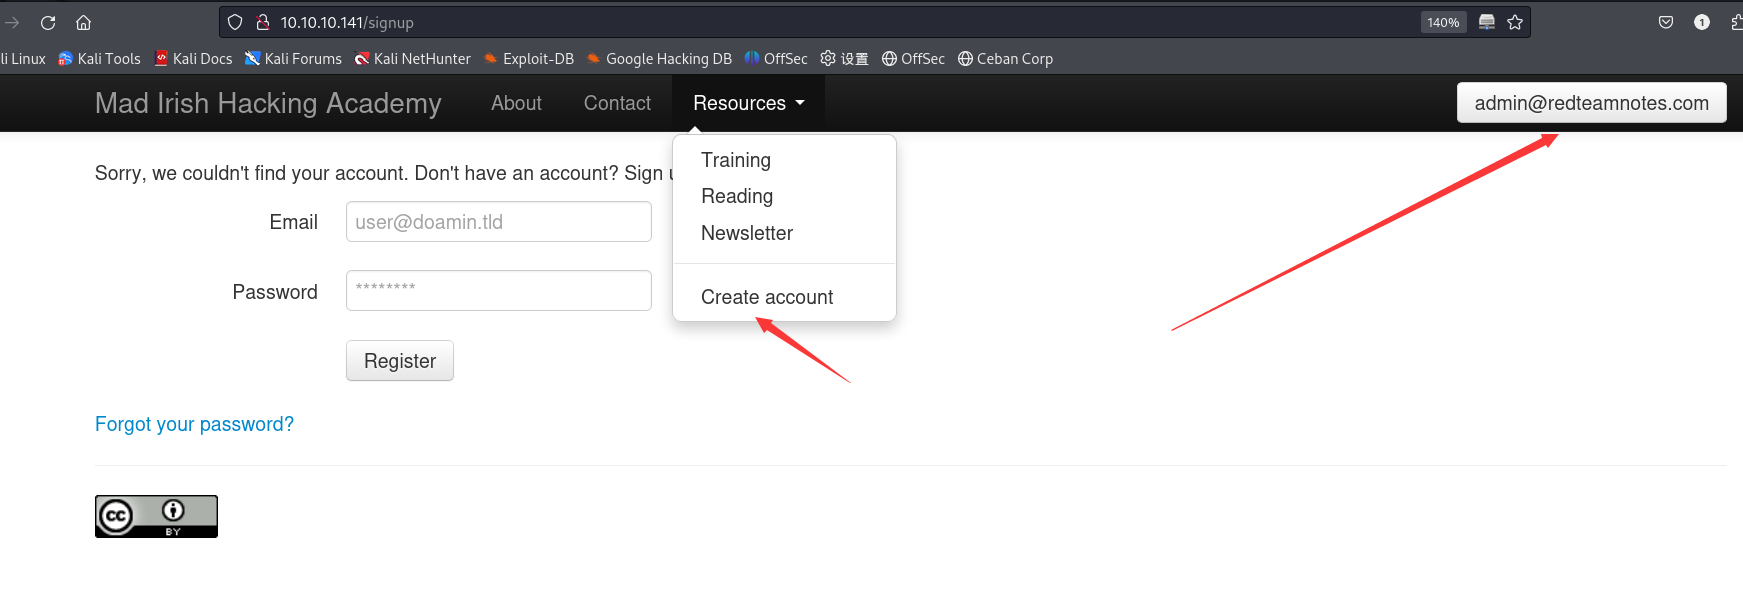 10.10.10.141/signup 140% 1
li Linux Kali Tools Kali Docs Kali Forums Kali NetHunter Exploit-DB Google Hacking DB OffSec 设置 OffSec Ceban Corp
Mad Irish Hacking Academy About Contact Resources admin@redteamnotes.com
Training
Sorry, we couldn't find your account. Don't have an account? Sign
Reading
Email user@doamin.tld
Newsletter
Password ********
Create account
Register
Forgot your password?
cc
BY